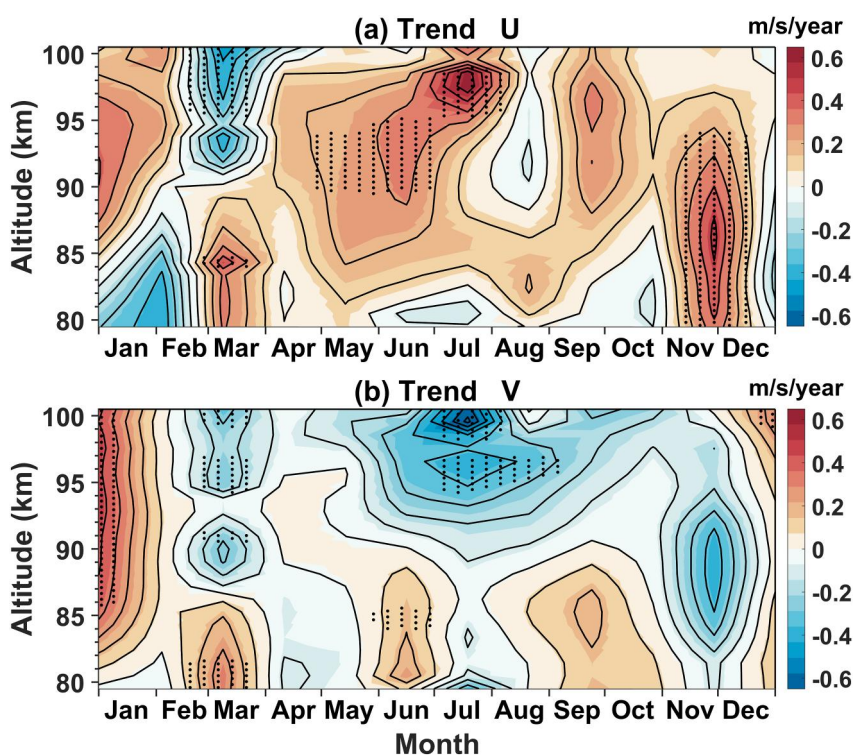 (a) Trend U
m/s/year
100
95
90
85
80
Altitude (km)
0.6
0.4
0.2
0
-0.2
-0.4
-0.6
Jan Feb Mar Apr May Jun Jul Aug Sep Oct Nov Dec
(b) Trend V
m/s/year
100
95
90
85
80
Altitude (km)
0.6
0.4
0.2
0
-0.2
-0.4
-0.6
Jan Feb Mar Apr May Jun Jul Aug Sep Oct Nov Dec
Month